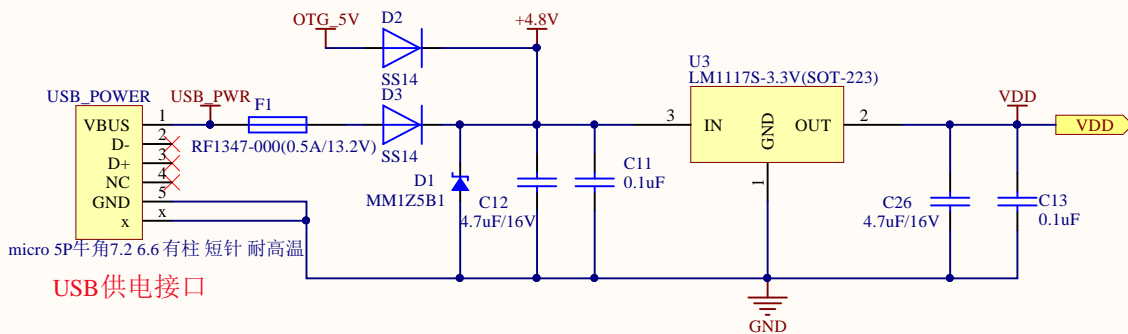 OTG_5V
D2
SS14
+4.8V
U3
LM1117S-3.3V(SOT-223)
USB_POWER
USB_PWR
F1
D3
SS14
RF1347-000(0.5A/13.2V)
VBUS 1
D- 2
D+ 3
NC 4
GND 5
x x
3 IN
GND
OUT 2
1
VDD
VDD
D1
MM1Z5B1
C12
4.7uF/16V
C11
0.1uF
C26
4.7uF/16V
C13
0.1uF
micro 5P牛角7.2 6.6 有柱 短针 耐高温
USB供电接口
GND